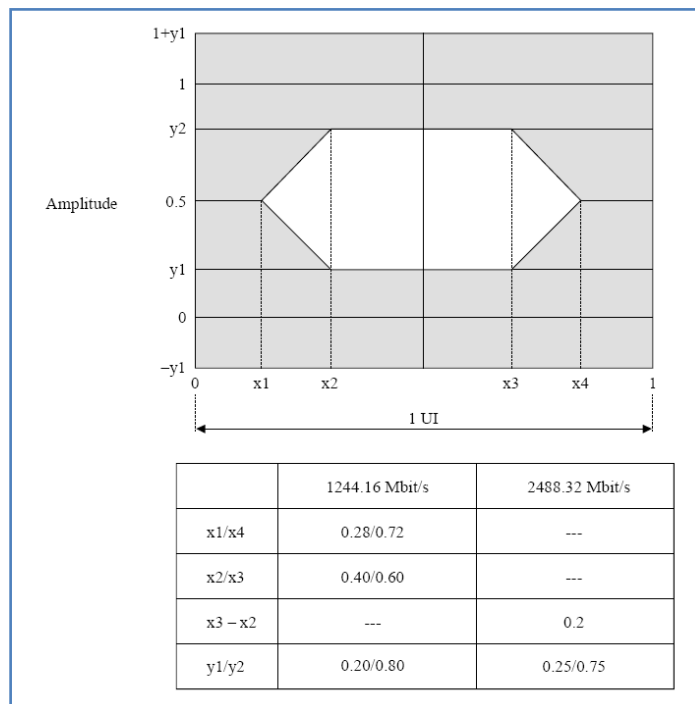 1+y1
1
y2
Amplitude 0.5
y1
0
–y1
0 x1 x2 x3 x4 1
1 UI
1244.16 Mbit/s 2488.32 Mbit/s
x1/x4 0.28/0.72 ---
x2/x3 0.40/0.60 ---
x3 – x2 --- 0.2
y1/y2 0.20/0.80 0.25/0.75